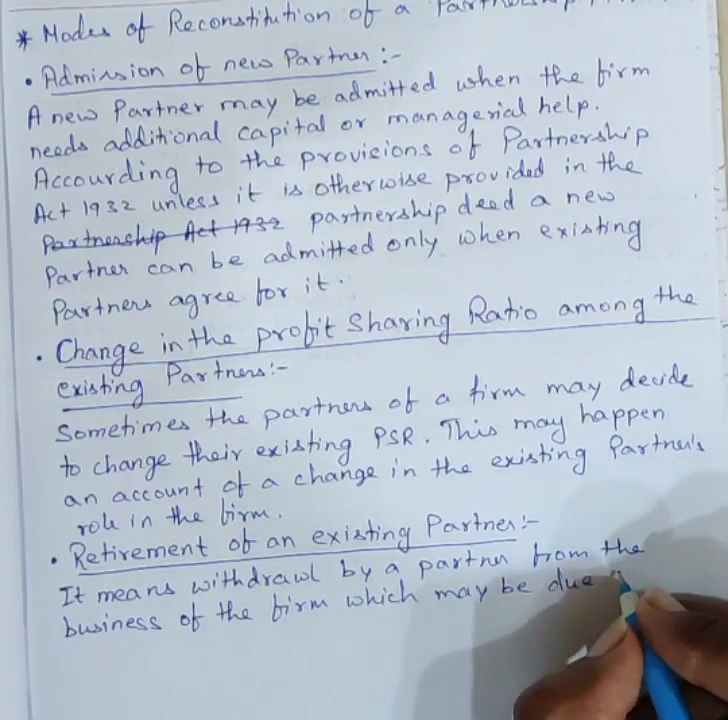 * Modes of Reconstitution of a Partnership
• Admission of new Partner :-
A new Partner may be admitted when the firm
needs additional capital or managerial help.
Accourding to the provisions of Partnership
Act 1932 unless it is otherwise provided in the
Partnership Act 1932 partnership deed a new
Partner can be admitted only when existing
Partners agree for it.
• Change in the profit Sharing Ratio among the
existing Partners:-
Sometimes the partners of a firm may decide
to change their existing PSR. This may happen
an account of a change in the existing Partner's
role in the firm.
• Retirement of an existing Partner:-
It means withdrawl by a partner from the
business of the firm which may be due